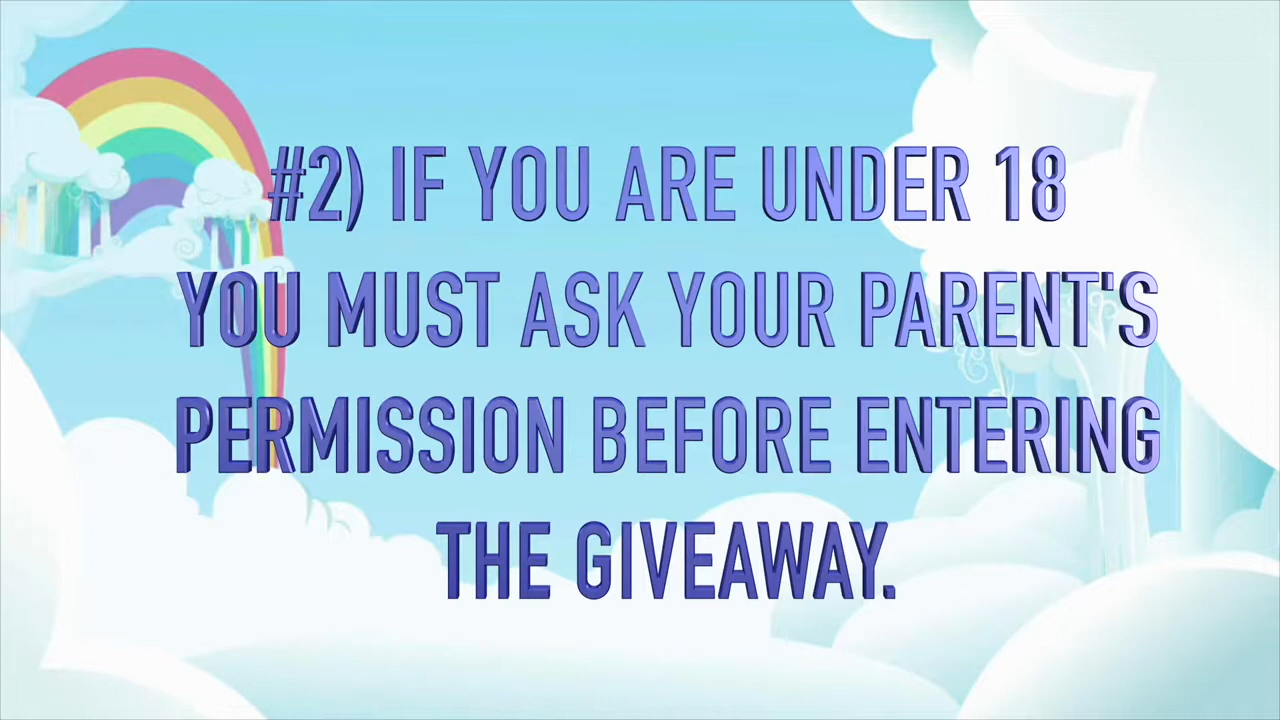 #2) IF YOU ARE UNDER 18
YOU MUST ASK YOUR PARENT'S
PERMISSION BEFORE ENTERING
THE GIVEAWAY.